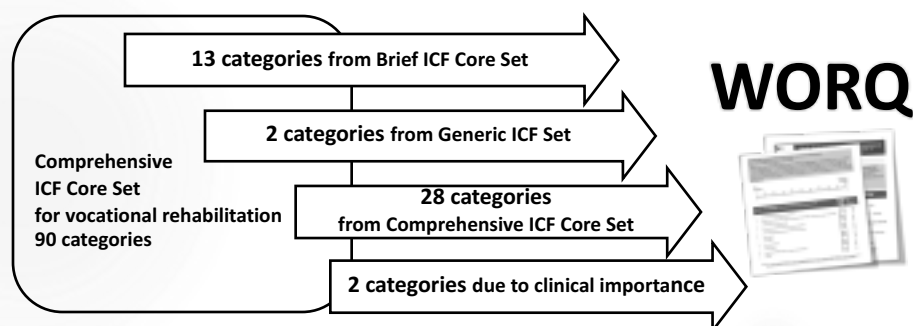 13 categories from Brief ICF Core Set
WORQ
2 categories from Generic ICF Set
Comprehensive
ICF Core Set
for vocational rehabilitation
90 categories
28 categories
from Comprehensive ICF Core Set
2 categories due to clinical importance